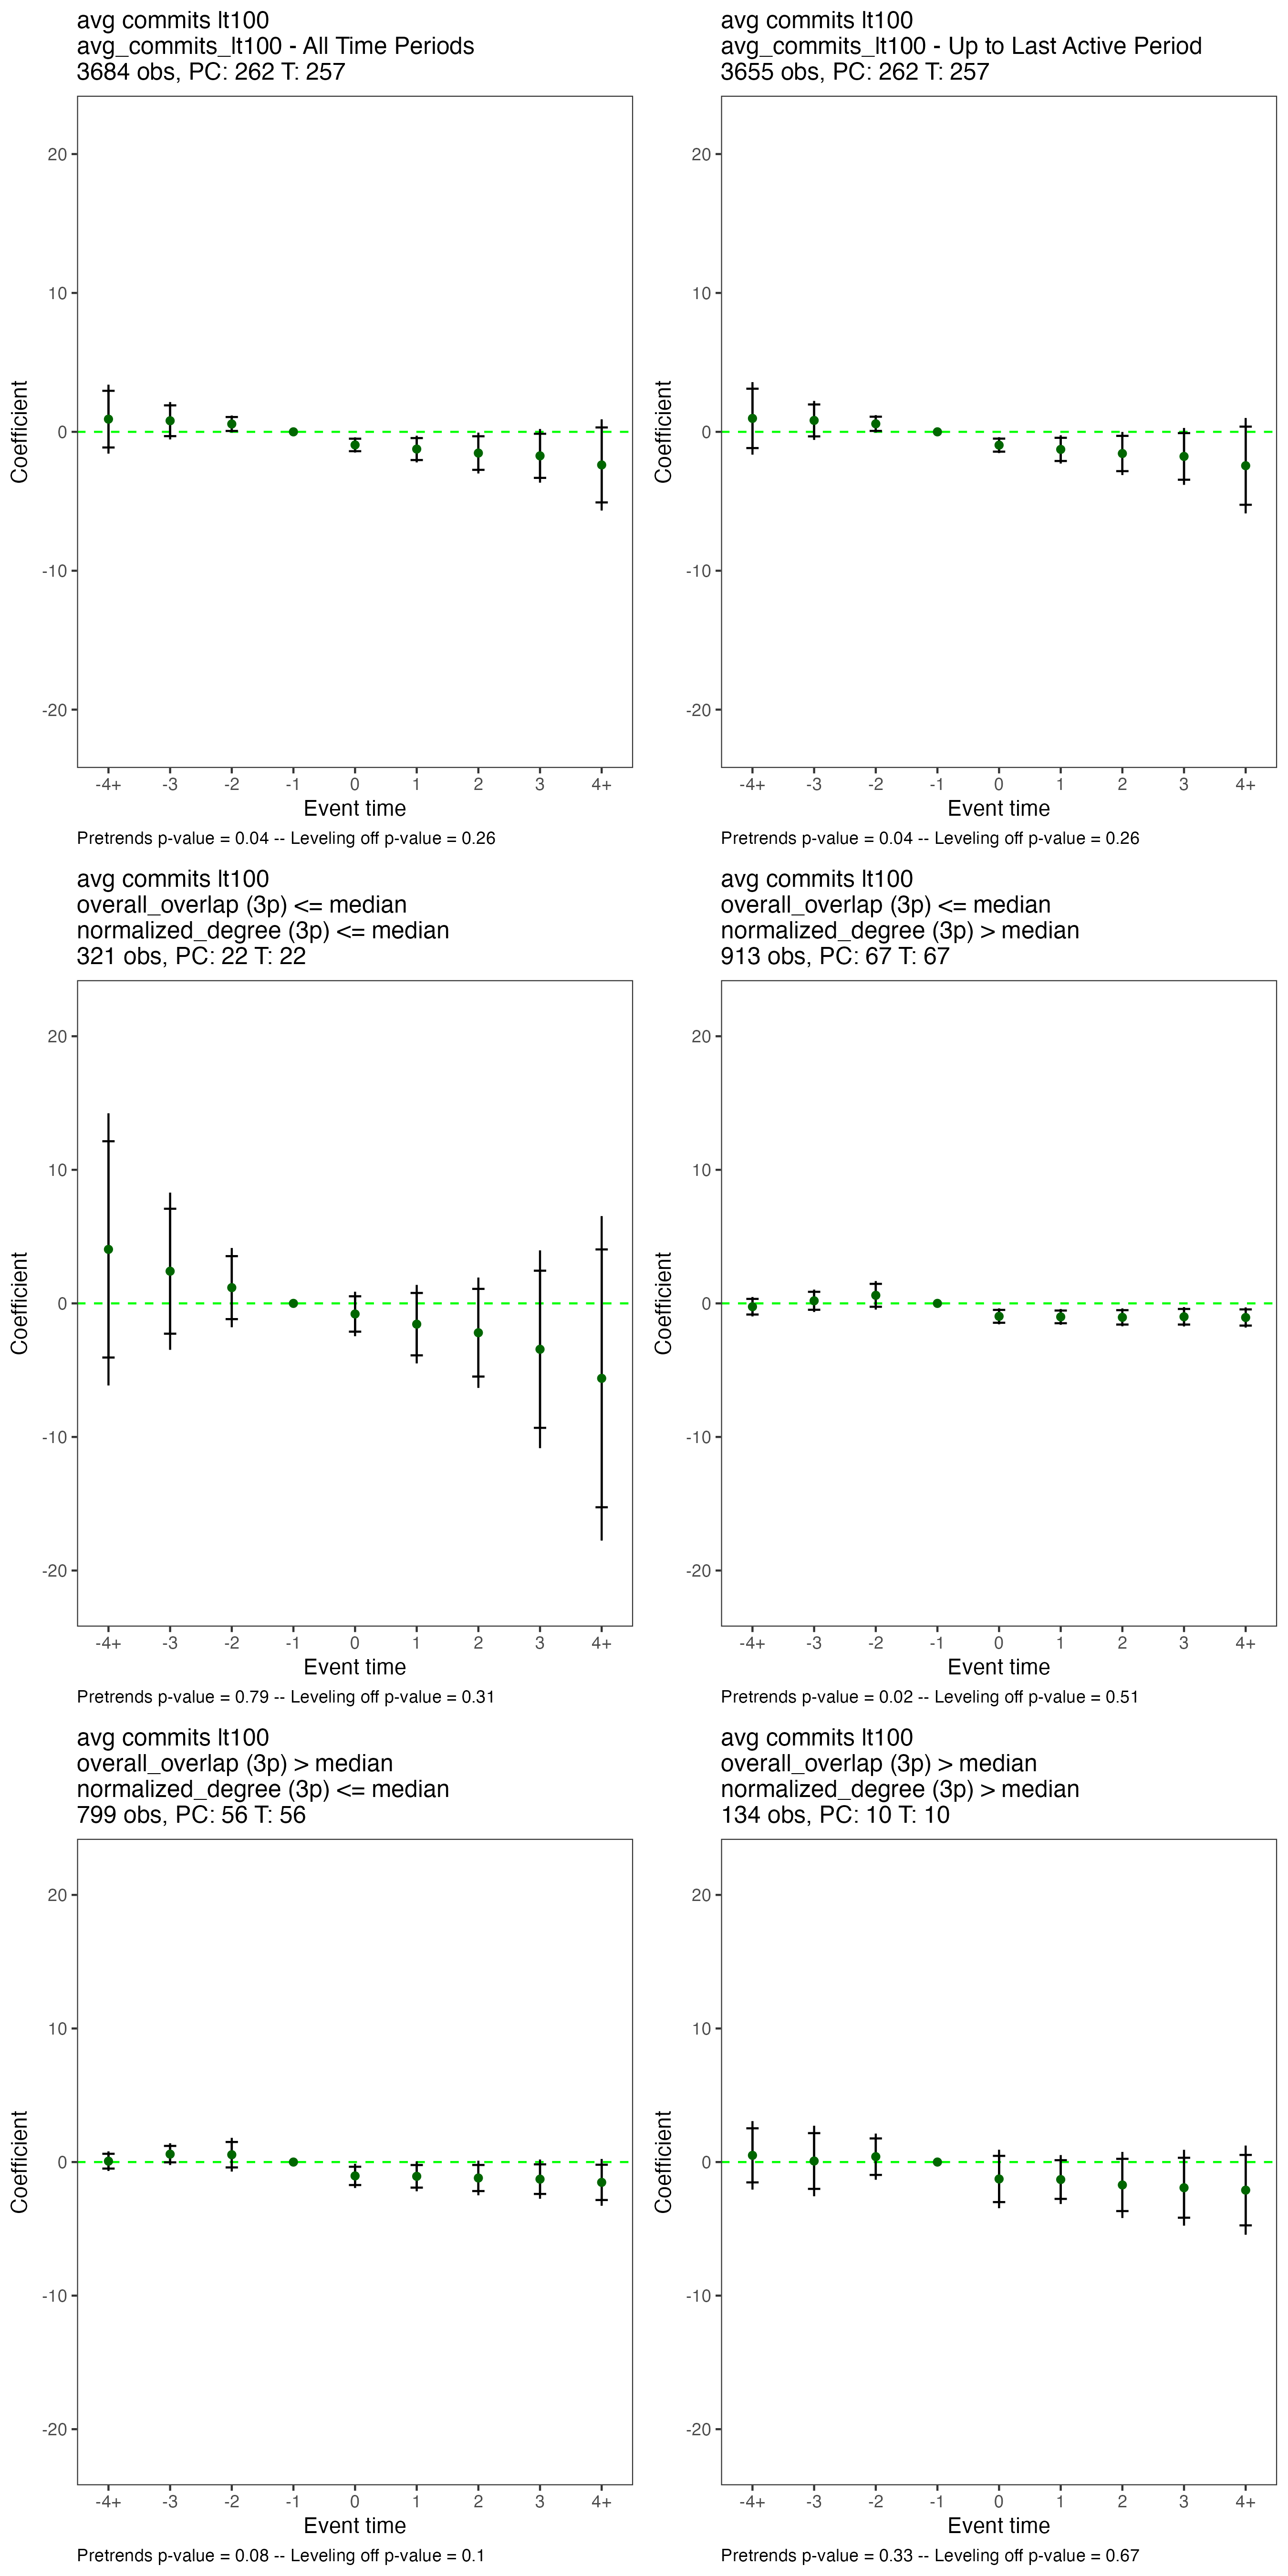 avg commits lt100
avg_commits_lt100 - All Time Periods
3684 obs, PC: 262 T: 257
20
10
0
-10
-20
Coefficient
-4+ -3 -2 -1 0 1 2 3 4+
Event time
Pretrends p-value = 0.04 -- Leveling off p-value = 0.26
avg commits lt100
avg_commits_lt100 - Up to Last Active Period
3655 obs, PC: 262 T: 257
20
10
0
-10
-20
Coefficient
-4+ -3 -2 -1 0 1 2 3 4+
Event time
Pretrends p-value = 0.04 -- Leveling off p-value = 0.26
avg commits lt100
overall_overlap (3p) <= median
normalized_degree (3p) <= median
321 obs, PC: 22 T: 22
20
10
0
-10
-20
Coefficient
-4+ -3 -2 -1 0 1 2 3 4+
Event time
Pretrends p-value = 0.79 -- Leveling off p-value = 0.31
avg commits lt100
overall_overlap (3p) <= median
normalized_degree (3p) > median
913 obs, PC: 67 T: 67
20
10
0
-10
-20
Coefficient
-4+ -3 -2 -1 0 1 2 3 4+
Event time
Pretrends p-value = 0.02 -- Leveling off p-value = 0.51
avg commits lt100
overall_overlap (3p) > median
normalized_degree (3p) <= median
799 obs, PC: 56 T: 56
20
10
0
-10
-20
Coefficient
-4+ -3 -2 -1 0 1 2 3 4+
Event time
Pretrends p-value = 0.08 -- Leveling off p-value = 0.1
avg commits lt100
overall_overlap (3p) > median
normalized_degree (3p) > median
134 obs, PC: 10 T: 10
20
10
0
-10
-20
Coefficient
-4+ -3 -2 -1 0 1 2 3 4+
Event time
Pretrends p-value = 0.33 -- Leveling off p-value = 0.67